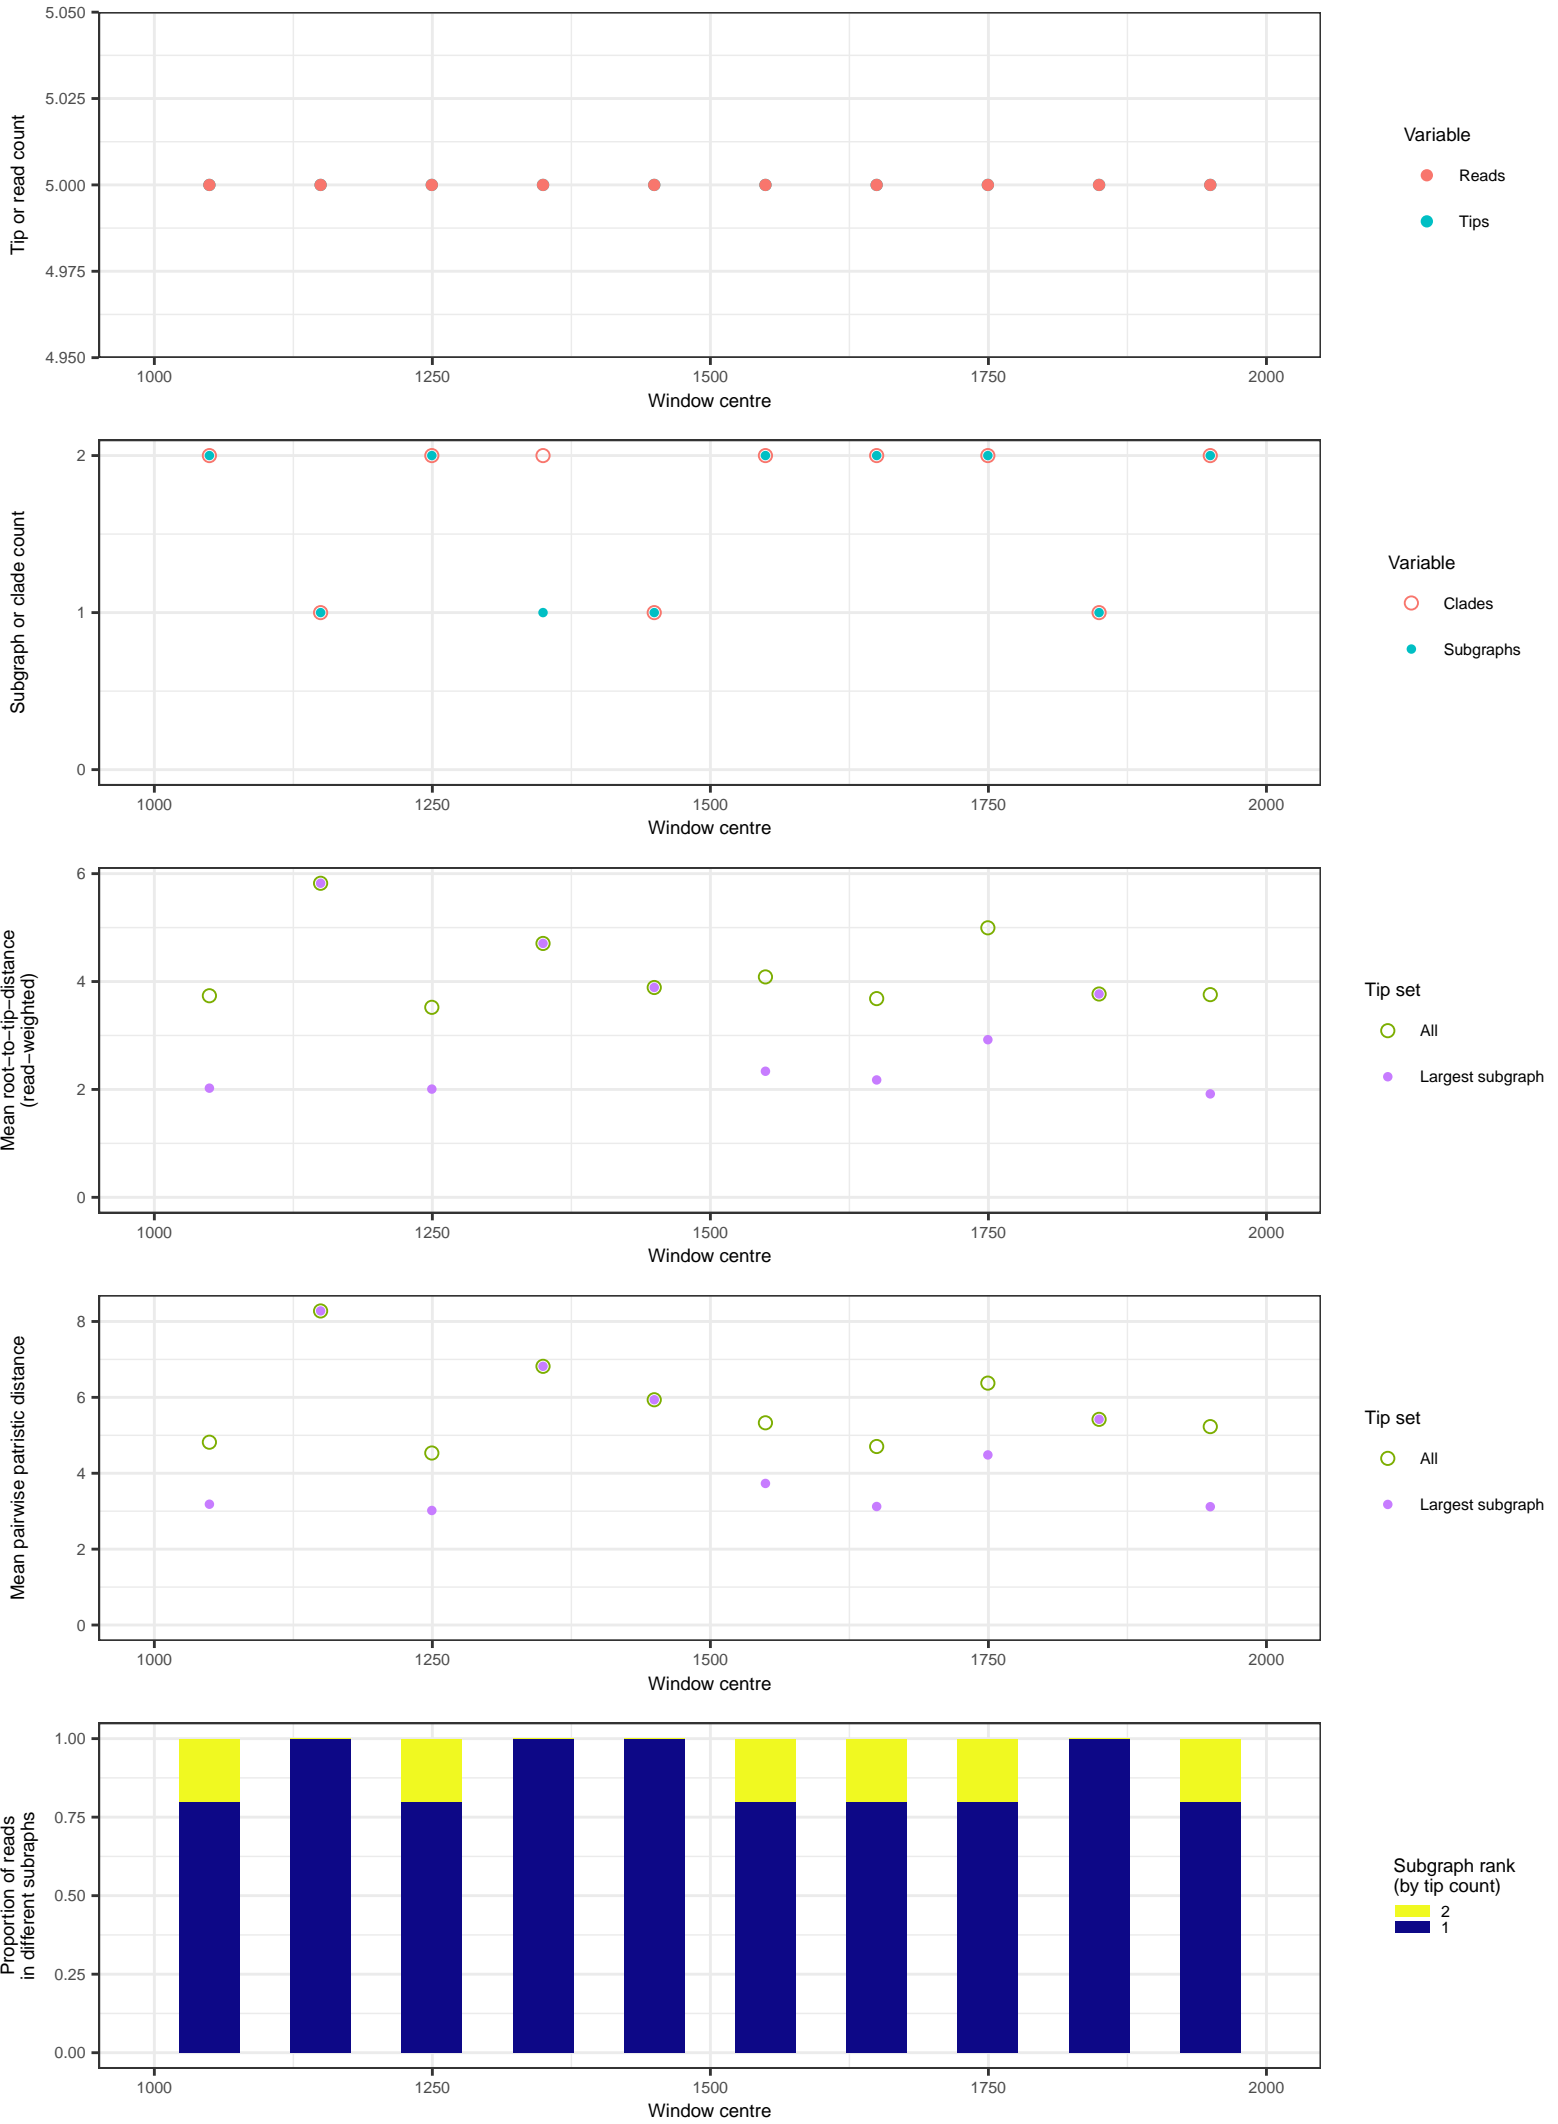 5.050
5.025
5.000
4.975
4.950
Tip or read count
1000 1250 1500 1750 2000
Window centre
Variable
Reads
Tips
2
1
0
Subgraph or clade count
1000 1250 1500 1750 2000
Window centre
Variable
Clades
Subgraphs
6
4
2
0
Mean root−to−tip−distance
(read−weighted)
1000 1250 1500 1750 2000
Window centre
Tip set
All
Largest subgraph
8
6
4
2
0
Mean pairwise patristic distance
1000 1250 1500 1750 2000
Window centre
Tip set
All
Largest subgraph
1.00
0.75
0.50
0.25
0.00
Proportion of reads
in different subraphs
1000 1250 1500 1750 2000
Window centre
Subgraph rank
(by tip count)
2
1